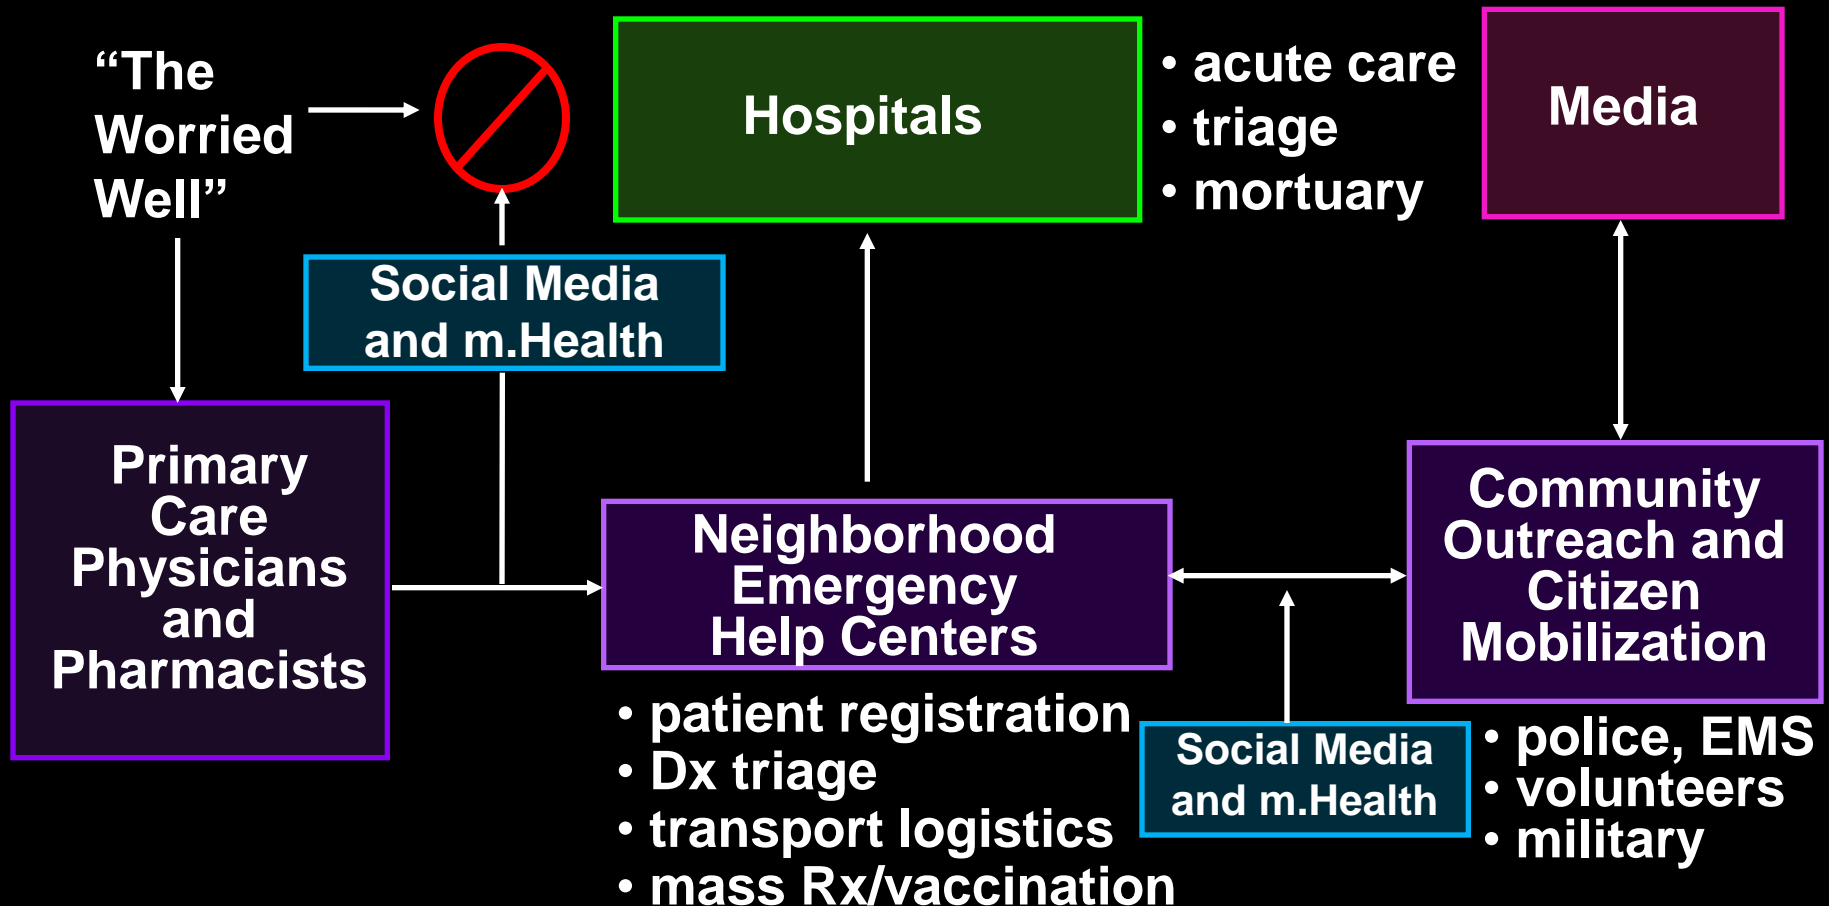 “The
Worried
Well”
Hospitals
• acute care
• triage
• mortuary
Media
Social Media
and m.Health
Primary
Care
Physicians
and
Pharmacists
Neighborhood
Emergency
Help Centers
• patient registration
• Dx triage
• transport logistics
• mass Rx/vaccination
Social Media
and m.Health
Community
Outreach and
Citizen
Mobilization
• police, EMS
• volunteers
• military